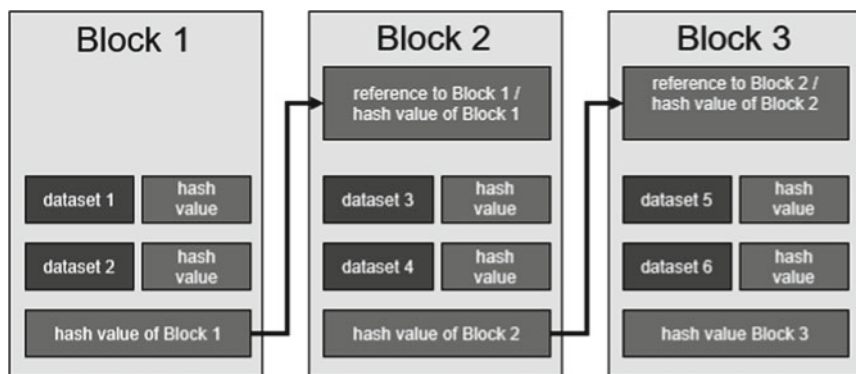 Block 1
dataset 1
hash
value
dataset 2
hash
value
hash value of Block 1
Block 2
reference to Block 1 /
hash value of Block 1
dataset 3
hash
value
dataset 4
hash
value
hash value of Block 2
Block 3
reference to Block 2 /
hash value of Block 2
dataset 5
hash
value
dataset 6
hash
value
hash value Block 3